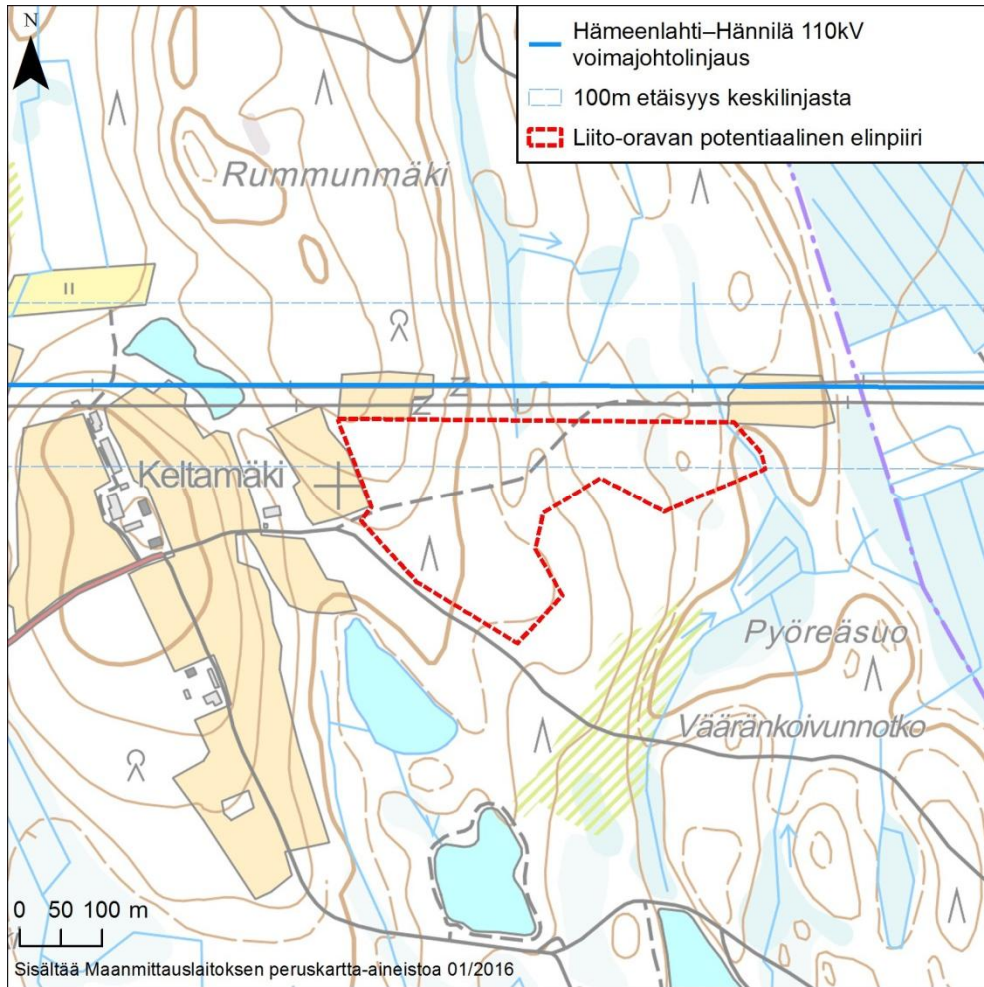 N
Hämeenlahti–Hännilä 110kV
voimajohtolinjaus
100m etäisyys keskilinjasta
Liito-oravan potentiaalinen elinpiiri
Rummunmäki
Keltamäki
Pyöreäsuo
Vääränkoivunnotko
0 50 100 m
Sisältää Maanmittauslaitoksen peruskartta-aineistoa 01/2016